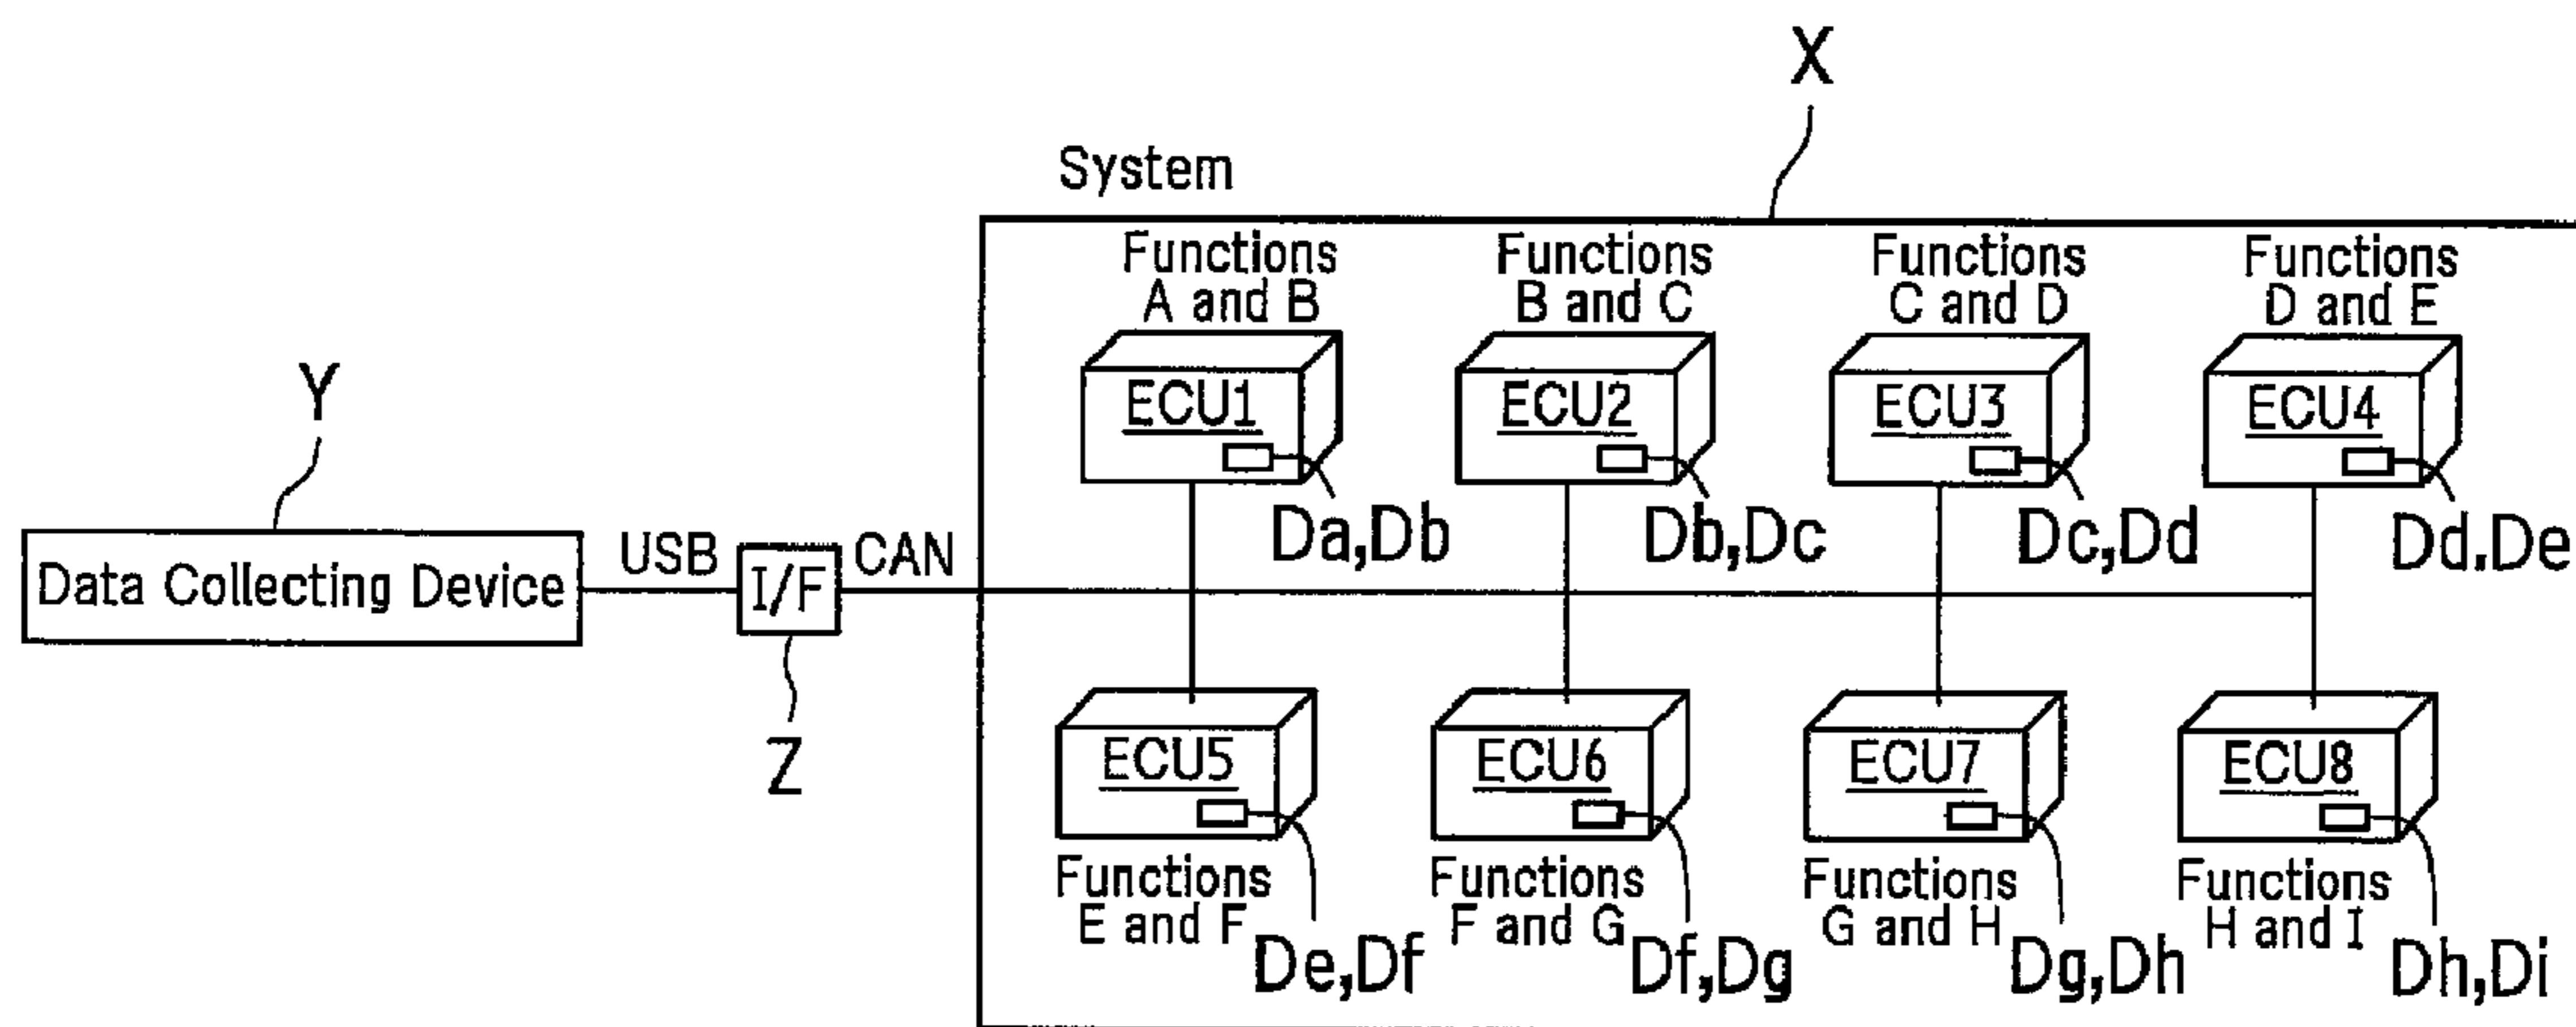 X
System
Functions
A and B
Functions
B and C
Functions
C and D
Functions
D and E
Y
ECU1
ECU2
ECU3
ECU4
Da,Db
Db,Dc
Dc,Dd
Dd.De
Data Collecting Device
USB
I/F
CAN
Z
ECU5
ECU6
ECU7
ECU8
Functions
E and F
Functions
F and G
Functions
G and H
Functions
H and I
De,Df
Df,Dg
Dg,Dh
Dh,Di